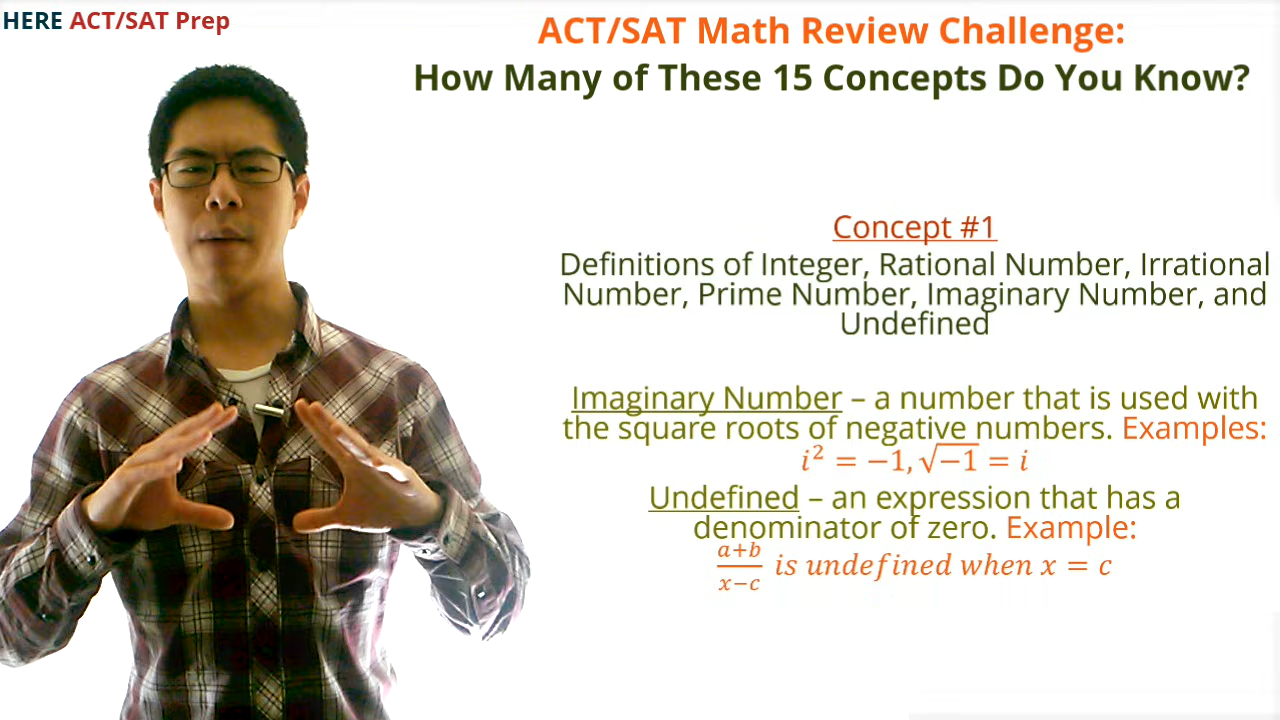 HERE ACT/SAT Prep
ACT/SAT Math Review Challenge:
How Many of These 15 Concepts Do You Know?
Concept #1
Definitions of Integer, Rational Number, Irrational
Number, Prime Number, Imaginary Number, and
Undefined
Imaginary Number – a number that is used with
the square roots of negative numbers. Examples:
i² = −1, √−1 = i
Undefined – an expression that has a
denominator of zero. Example:
a+b/x−c is undefined when x = c